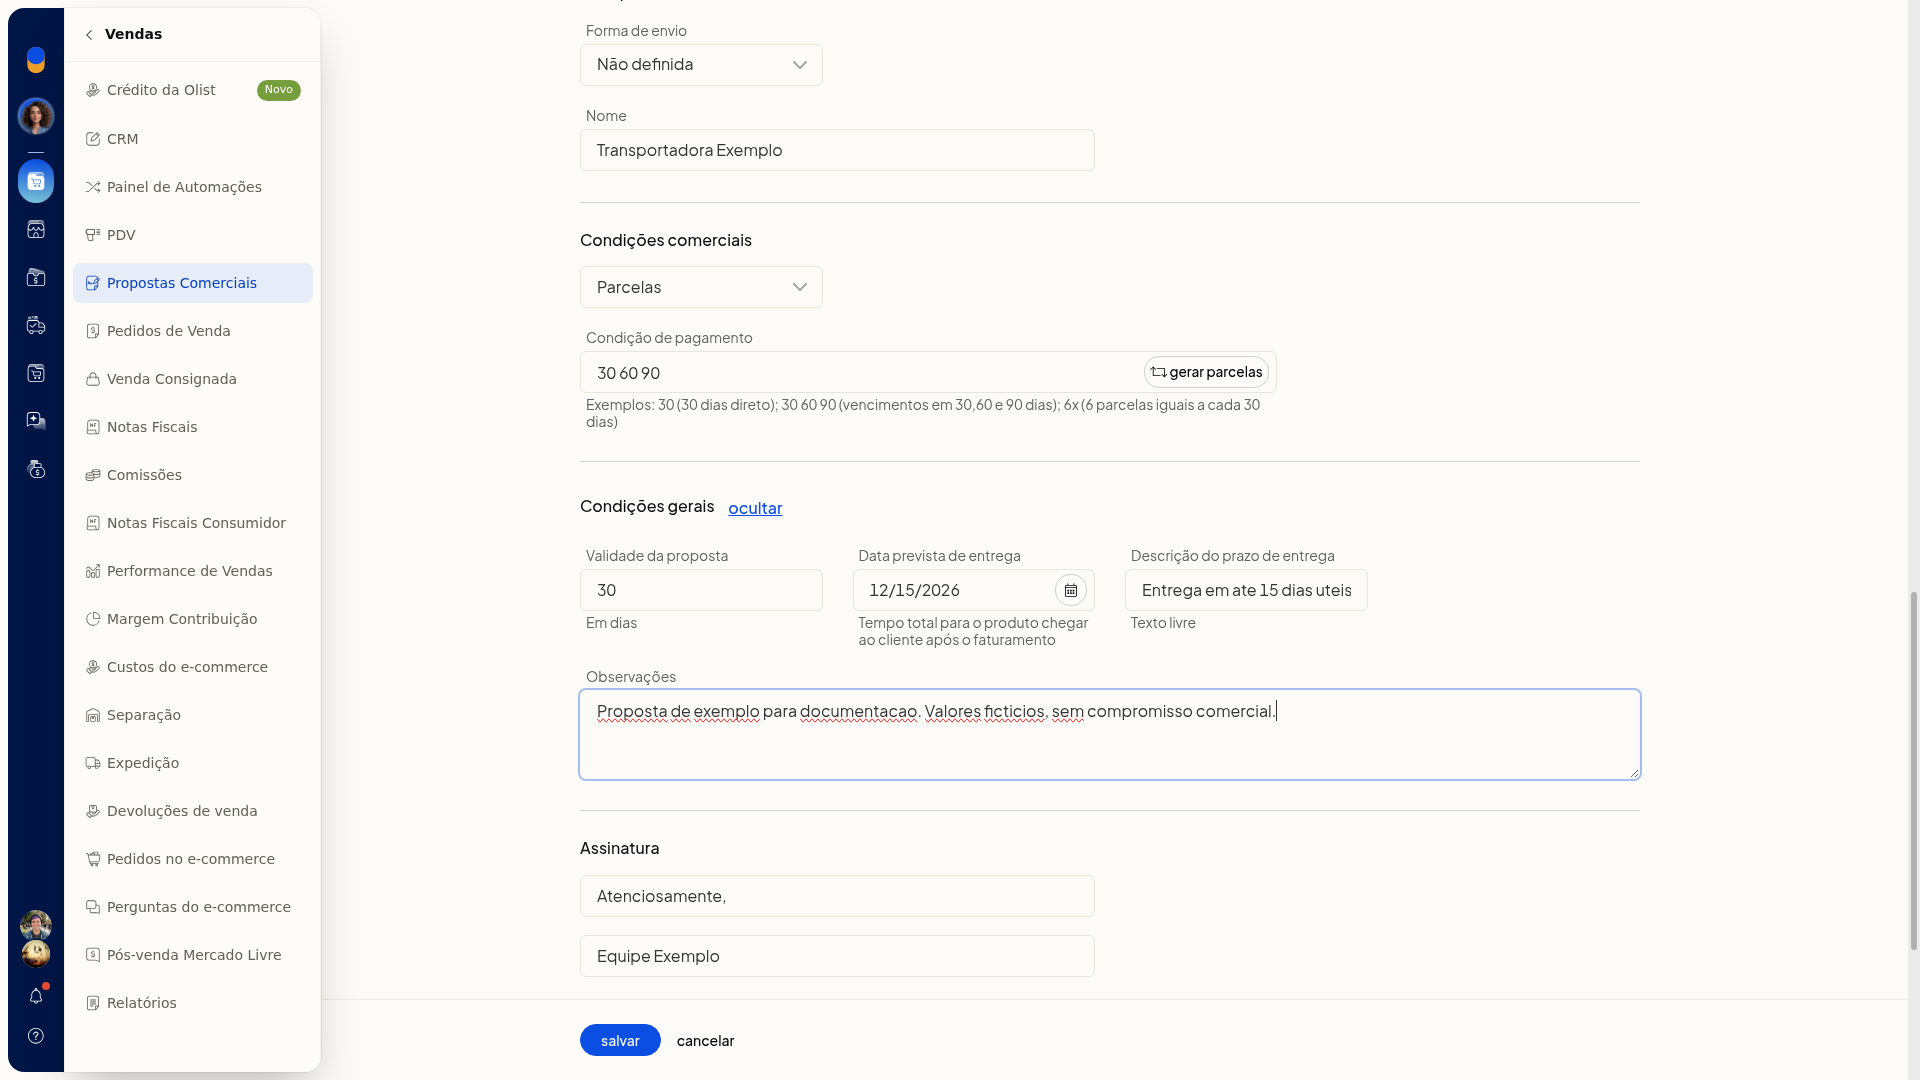 Vendas
Crédito da Olist
Novo
CRM
Painel de Automações
PDV
Propostas Comerciais
Pedidos de Venda
Venda Consignada
Notas Fiscais
Comissões
Notas Fiscais Consumidor
Performance de Vendas
Margem Contribuição
Custos do e-commerce
Separação
Expedição
Devoluções de venda
Pedidos no e-commerce
Perguntas do e-commerce
Pós-venda Mercado Livre
Relatórios
Forma de envio
Não definida
Nome
Transportadora Exemplo
Condições comerciais
Parcelas
Condição de pagamento
30 60 90
gerar parcelas
Exemplos: 30 (30 dias direto); 30 60 90 (vencimentos em 30,60 e 90 dias); 6x (6 parcelas iguais a cada 30
dias)
Condições gerais ocultar
Validade da proposta
30
Em dias
Data prevista de entrega
12/15/2026
Tempo total para o produto chegar
ao cliente após o faturamento
Descrição do prazo de entrega
Entrega em ate 15 dias uteis
Texto livre
Observações
Proposta de exemplo para documentacao. Valores ficticios, sem compromisso comercial.
Assinatura
Atenciosamente,
Equipe Exemplo
salvar
cancelar